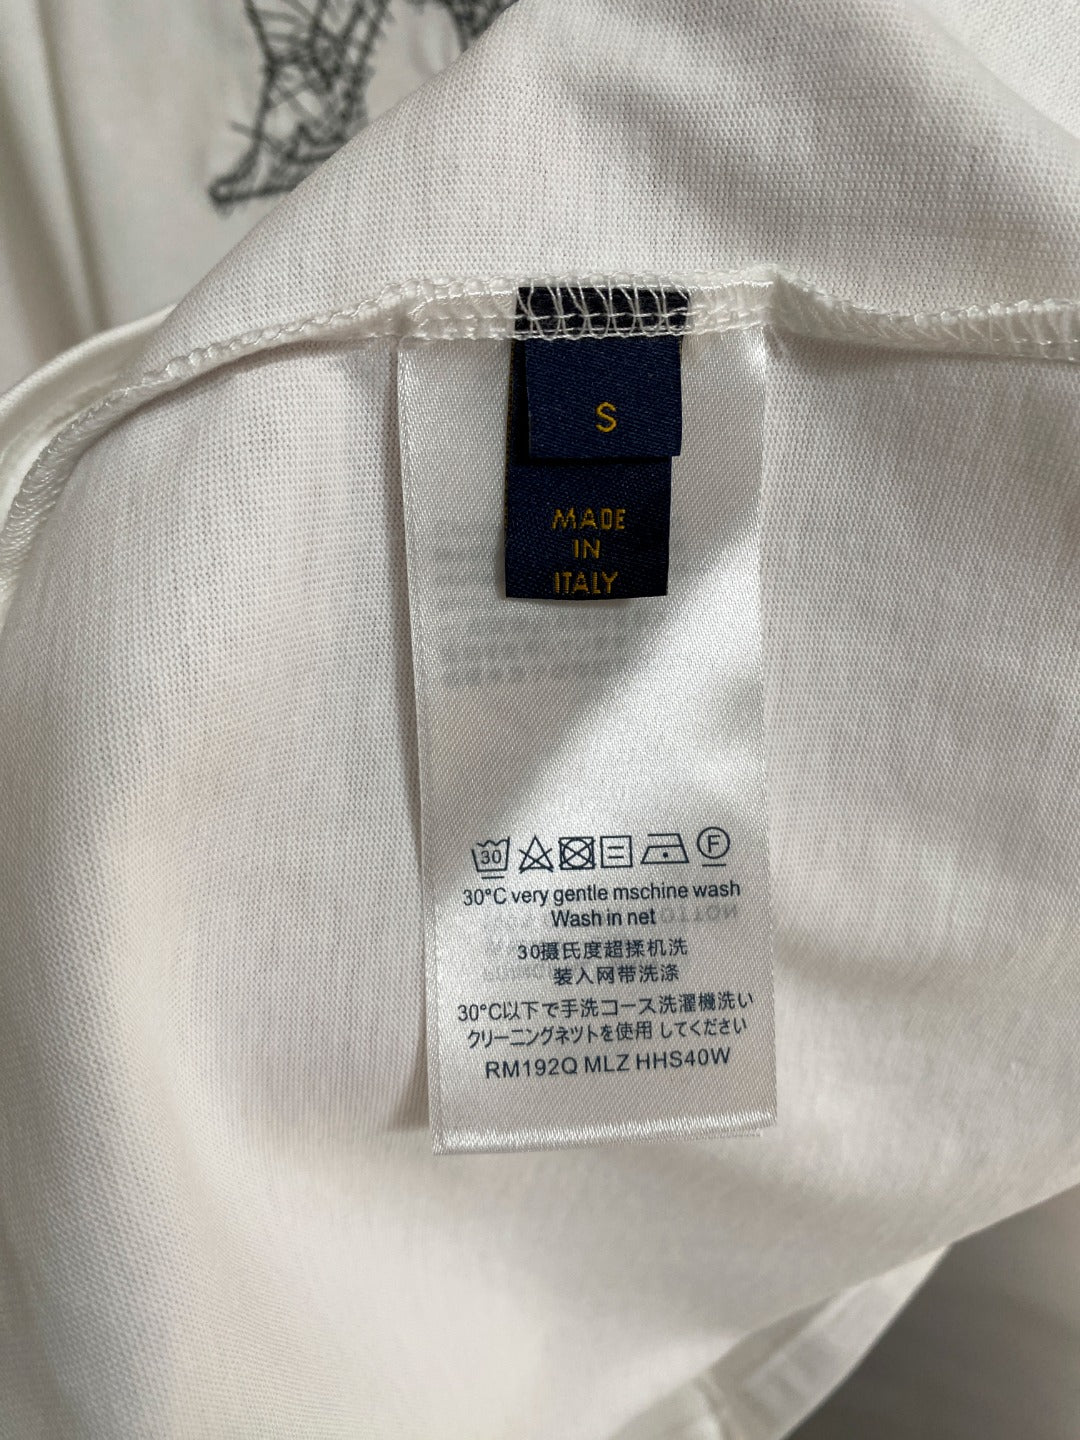 S
MADE
IN
ITALY
30 F
30°C very gentle mschine wash
Wash in net
30摄氏度超揉机洗
装入网带洗涤
30°C以下で手洗コース洗濯機洗い
クリーニングネツトを使用してください
RM192Q MLZ HHS40W